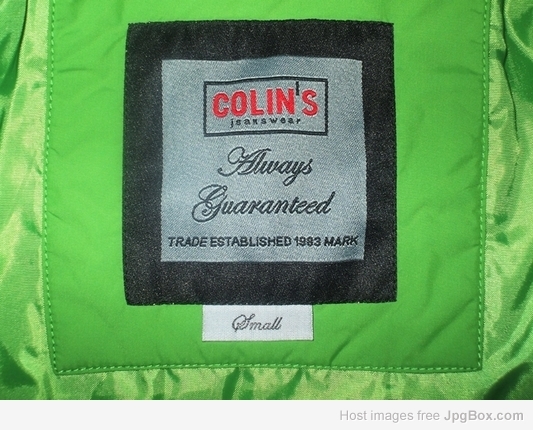 COLIN'S
jeanswear
Always
Guaranteed
TRADE ESTABLISHED 1983 MARK
Small
Host images free JpgBox.com